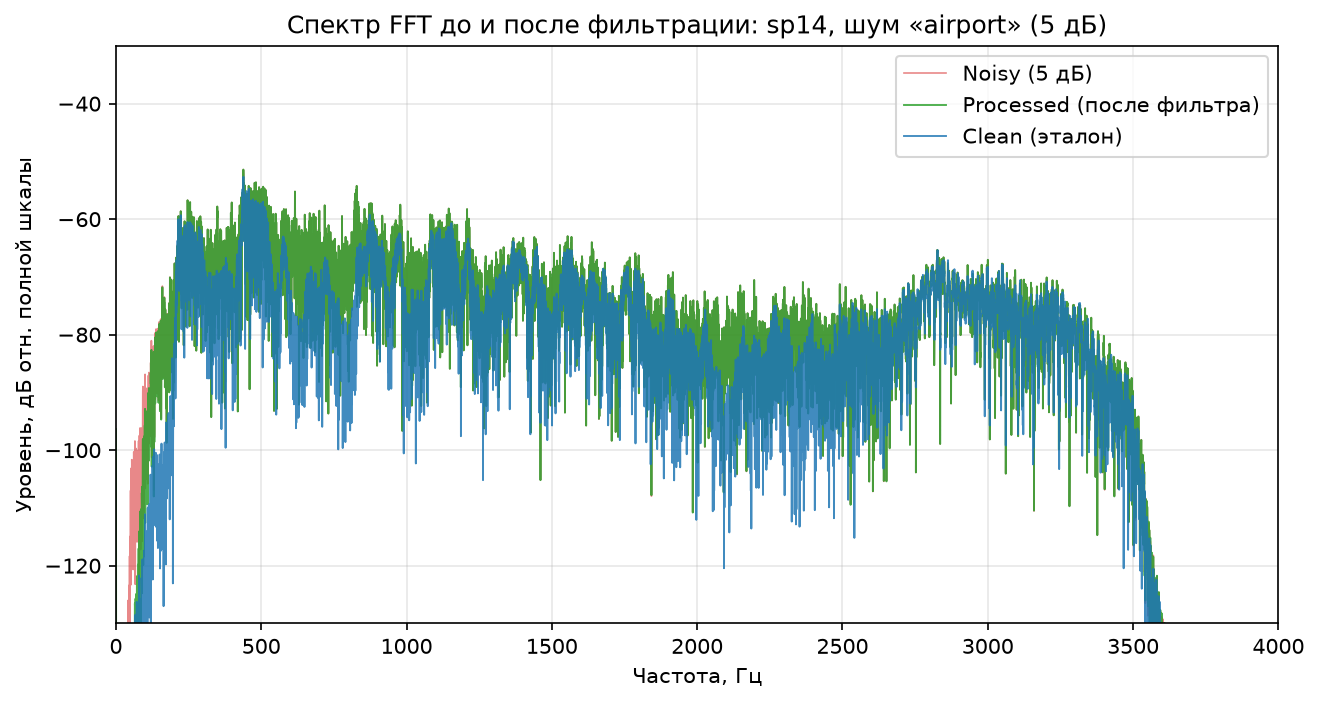 Спектр FFT до и после фильтрации: sp14, шум «airport» (5 дБ)
Noisy (5 дБ)
Processed (после фильтра)
Clean (эталон)
Уровень, дБ отн. полной шкалы
−40
−60
−80
−100
−120
0 500 1000 1500 2000 2500 3000 3500 4000
Частота, Гц